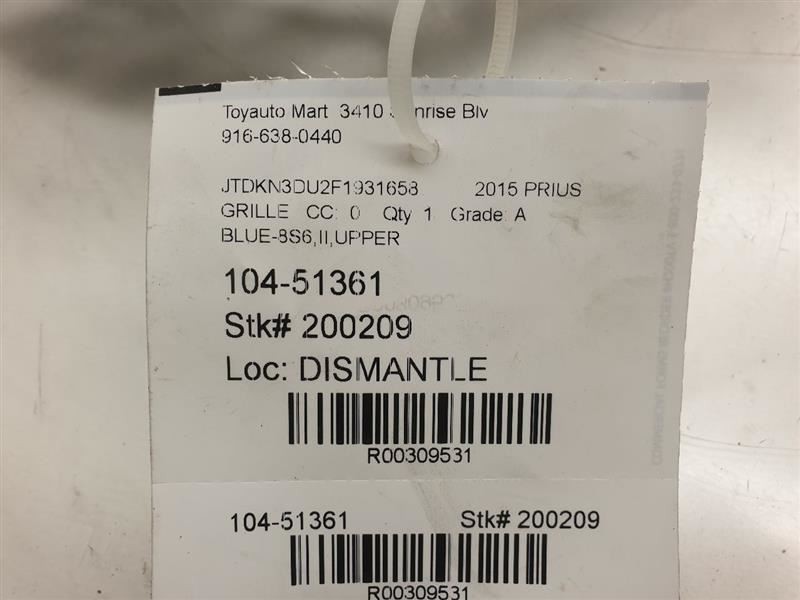 Toyauto Mart 3410 Blv
916-638-0440
JTDKN3DU2F1931658 2015 PRIUS
GRILLE CC: 0 Qty 1 Grade: A
BLUE-8S6,II,UPPER
104-51361
Stk# 200209
Loc: DISMANTLE
R00309531
104-51361 Stk# 200209
R00309531